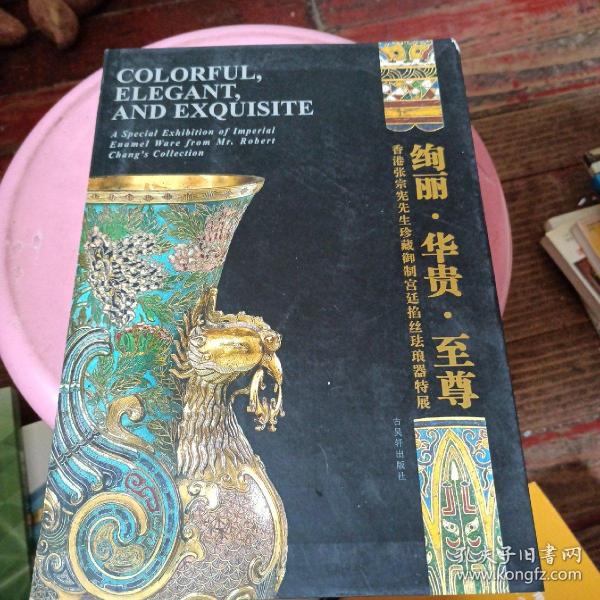 COLORFUL,
ELEGANT,
AND EXQUISITE
A Special Exhibition of Imperial
Enamel Ware from Mr. Robert
Chang's Collection
绚丽·华贵·至尊
香港张宗宪先生珍藏御制宫廷掐丝珐琅器特展
古吴轩出版社
孔夫子旧书网
www.kongfz.com